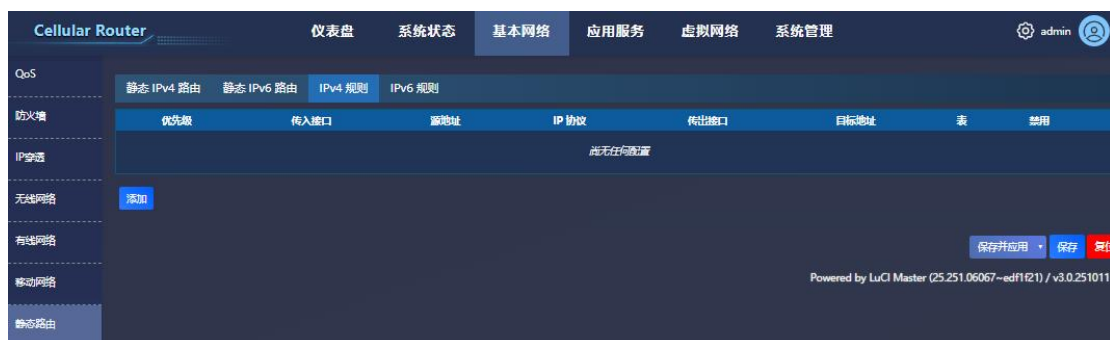 Cellular Router 仪表盘 系统状态 基本网络 应用服务 虚拟网络 系统管理 admin
QoS
静态 IPv4 路由 静态 IPv6 路由 IPv4 规则 IPv6 规则
防火墙
优先级 传入接口 源地址 IP 协议 传出接口 目标地址 表 禁用
尚无任何配置
IP穿透
无线网络
添加
有线网络
保存并应用 保存 复位
移动网络
Powered by LuCI Master (25.251.06067~edf1f21) / v3.0.251011
静态路由